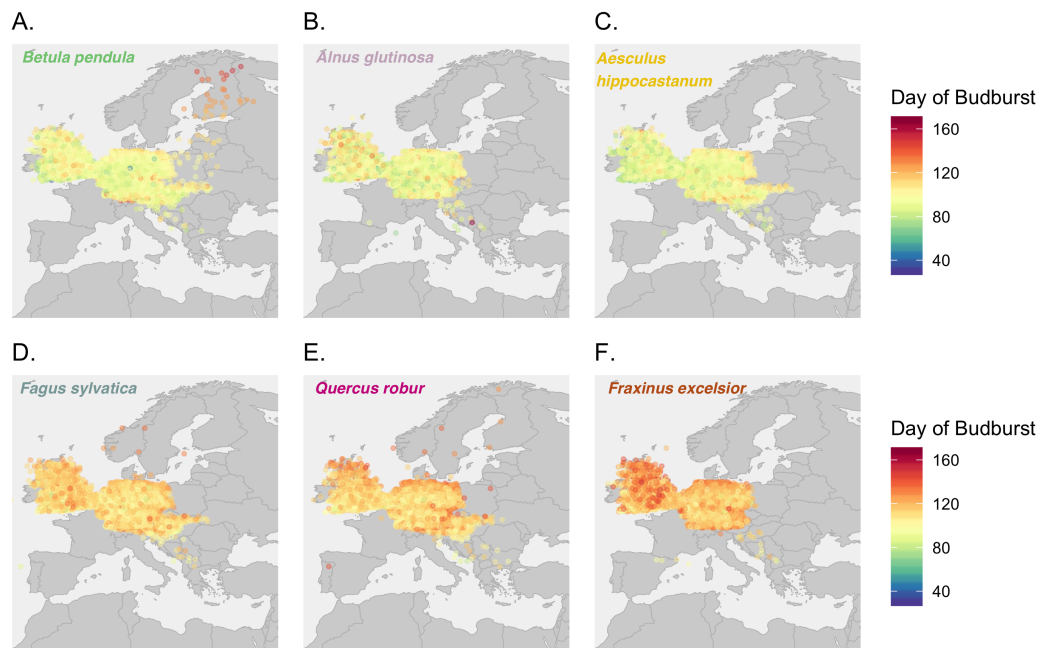 A.
B.
C.
Betula pendula
Alnus glutinosa
Aesculus
hippocastanum
Day of Budburst
160
120
80
40
D.
E.
F.
Fagus sylvatica
Quercus robur
Fraxinus excelsior
Day of Budburst
160
120
80
40